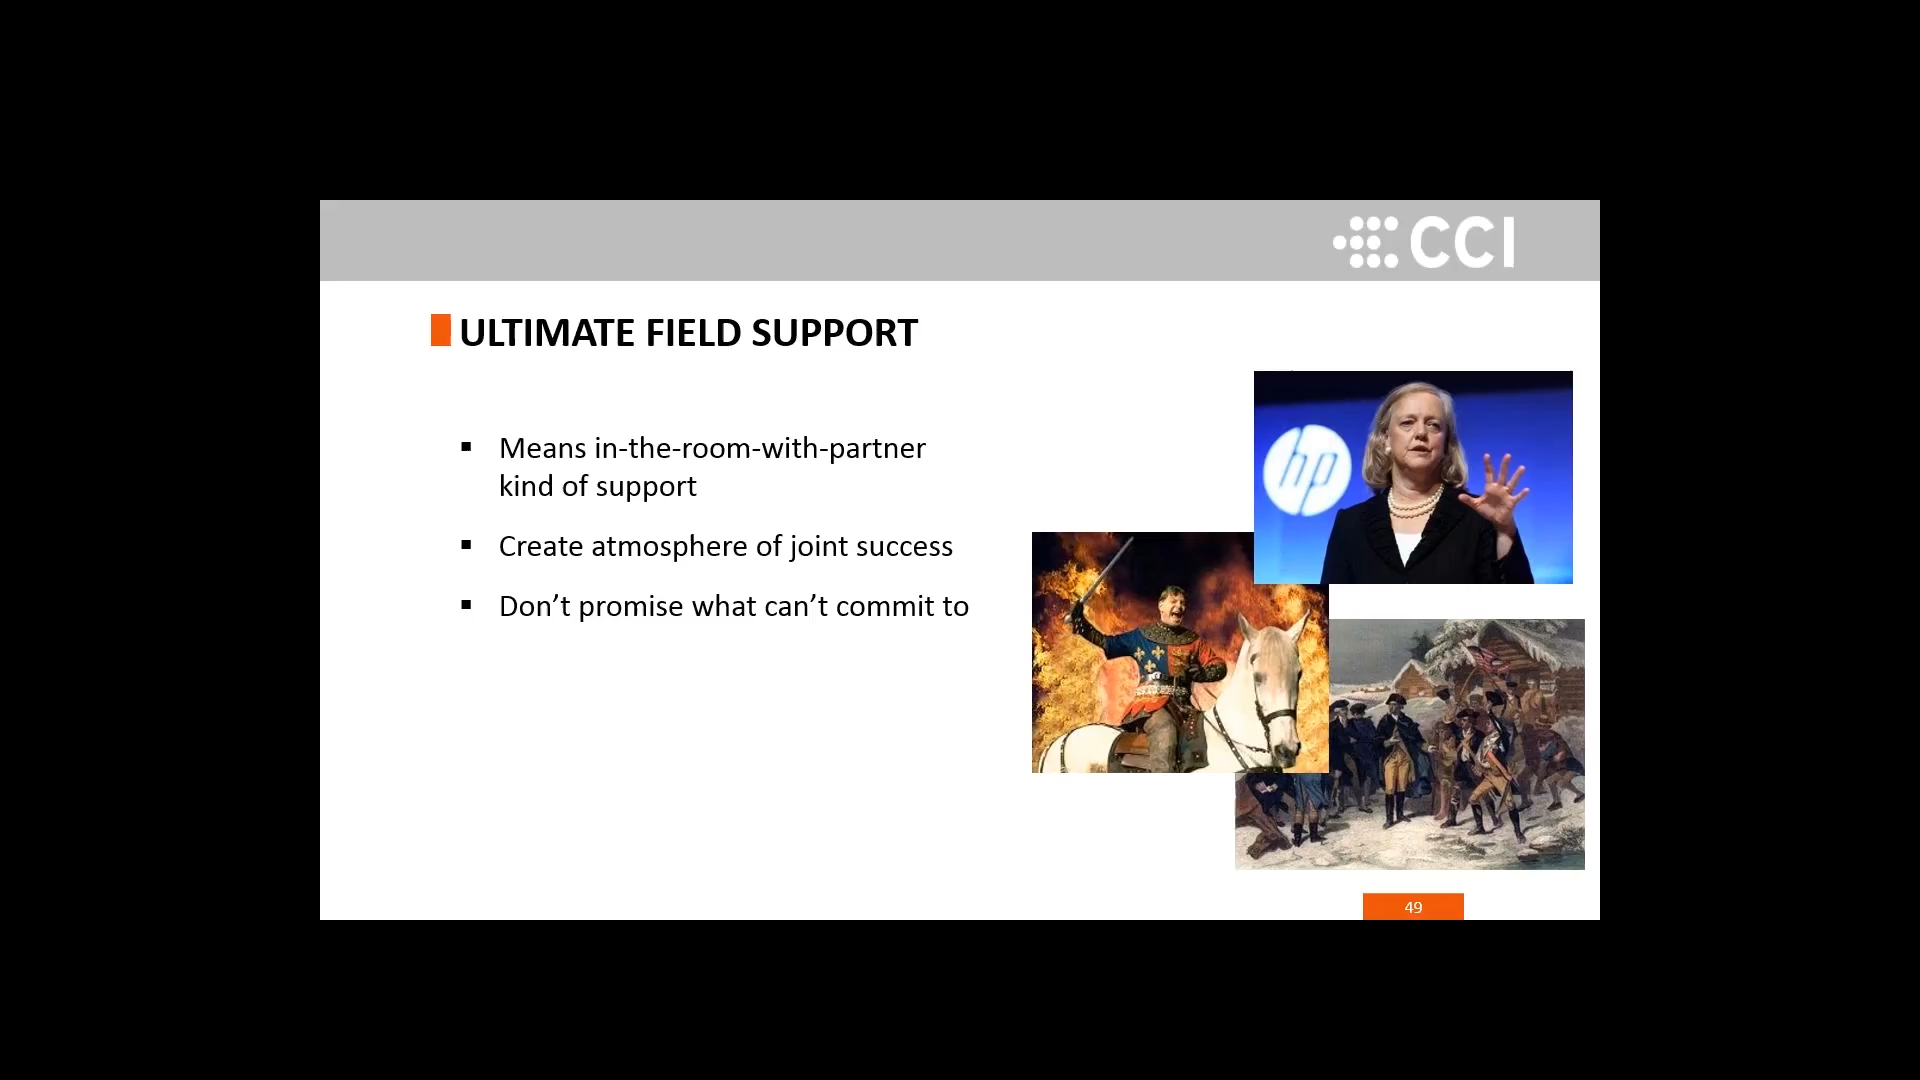 CCI
ULTIMATE FIELD SUPPORT
▪ Means in-the-room-with-partner
kind of support
▪ Create atmosphere of joint success
▪ Don’t promise what can’t commit to
hp
49